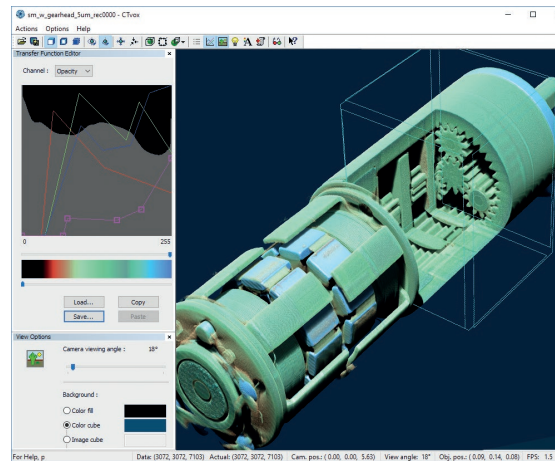 sm_w_gearhead_5um_rec0000 - CTvox
Actions Options Help
Transfer Function Editor
Channel : Opacity
0 255
Load... Copy
Save... Paste
View Options
Camera viewing angle : 18°
Background :
Color fill
Color cube
Image cube
For Help, p Data: (3072, 3072, 7103) Actual: (3072, 3072, 7103) Cam. pos.: ( 0.00, 0.00, 5.63) View angle: 18° Obj. pos.: ( 0.09, 0.14, 0.08) FPS: 1.5